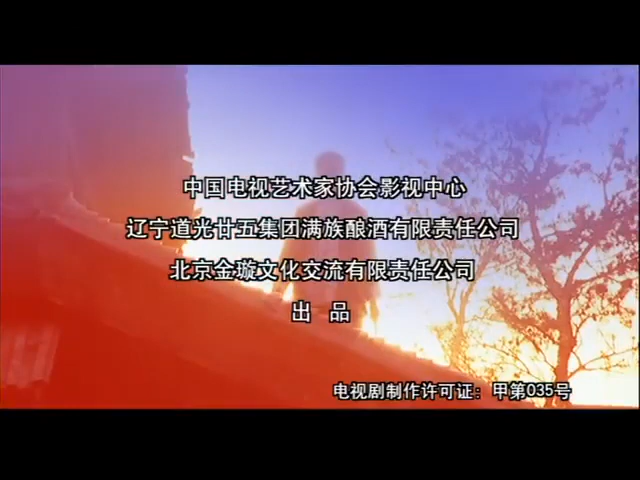 中国电视艺术家协会影视中心
辽宁道光廿五集团满族酿酒有限责任公司
北京金璇文化交流有限责任公司
出 品
电视剧制作许可证：甲第035号